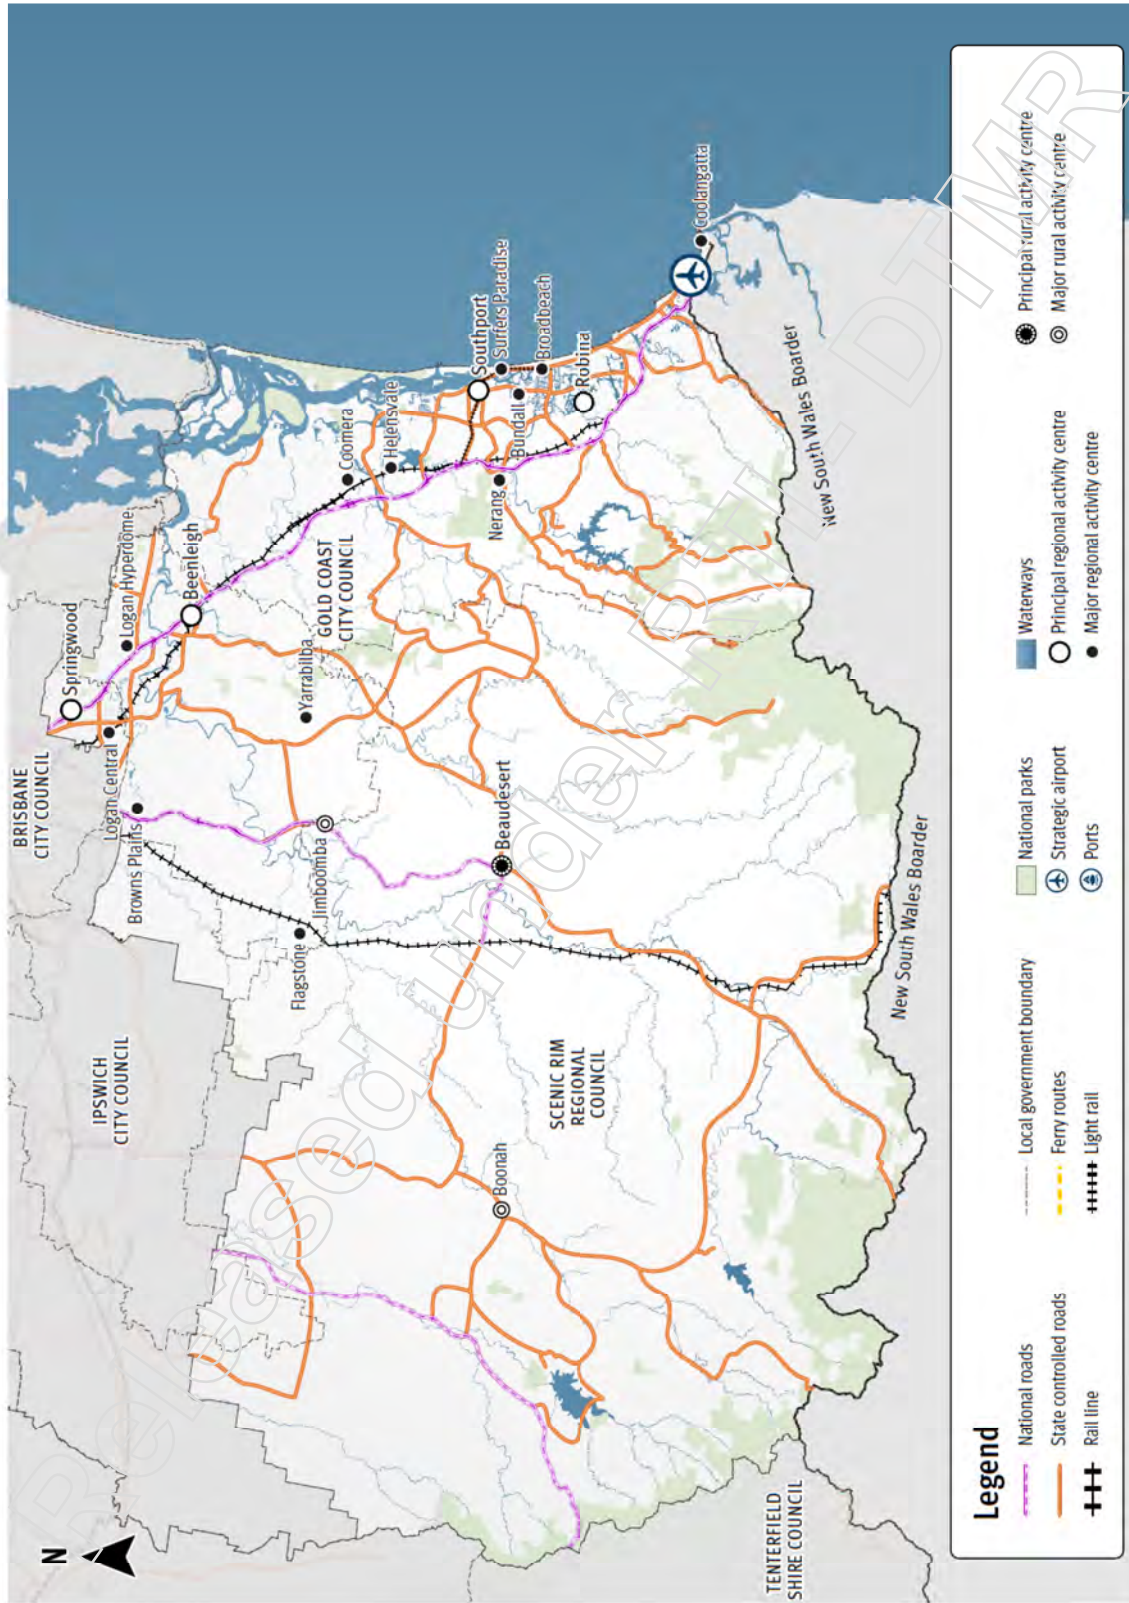 N
BRISBANE
CITY COUNCIL
IPSWICH
CITY COUNCIL
Springwood
Logan Hyperdome
Logan Central
Browns Plains
Beenleigh
GOLD COAST
CITY COUNCIL
Yarrabilba
Jimboomba
Flagstone
Coomera
Helensvale
Southport
Surfers Paradise
Broadbeach
Bundall
Nerang
Robina
Coolangatta
Beaudesert
Boonah
SCENIC RIM
REGIONAL
COUNCIL
TENTERFIELD
SHIRE COUNCIL
New South Wales Boarder
New South Wales Boarder
Legend
National roads
State controlled roads
Rail line
Local government boundary
Ferry routes
Light rail
National parks
Strategic airport
Ports
Waterways
Principal regional activity centre
Major regional activity centre
Principal rural activity centre
Major rural activity centre
Released under RTI - DTMR